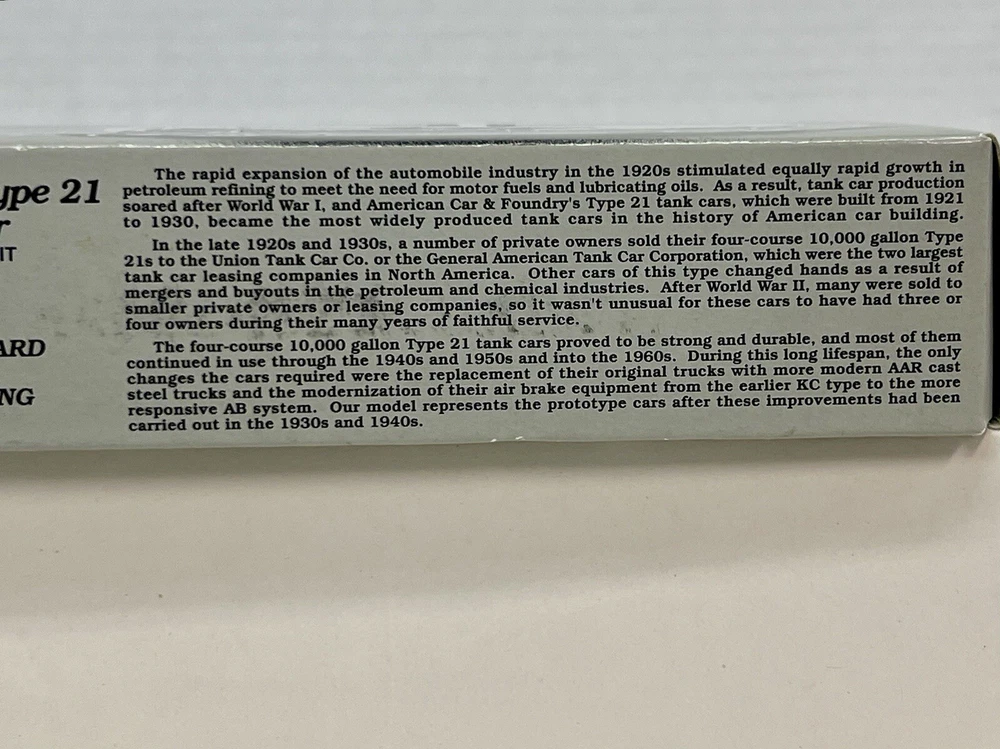 ype 21
IT
ARD
NG
The rapid expansion of the automobile industry in the 1920s stimulated equally rapid growth in
petroleum refining to meet the need for motor fuels and lubricating oils. As a result, tank car production
soared after World War I, and American Car & Foundry's Type 21 tank cars, which were built from 1921
to 1930, became the most widely produced tank cars in the history of American car building.
In the late 1920s and 1930s, a number of private owners sold their four-course 10,000 gallon Type
21s to the Union Tank Car Co. or the General American Tank Car Corporation, which were the two largest
tank car leasing companies in North America. Other cars of this type changed hands as a result of
mergers and buyouts in the petroleum and chemical industries. After World War II, many were sold to
smaller private owners or leasing companies, so it wasn't unusual for these cars to have had three or
four owners during their many years of faithful service.
The four-course 10,000 gallon Type 21 tank cars proved to be strong and durable, and most of them
continued in use through the 1940s and 1950s and into the 1960s. During this long lifespan, the only
changes the cars required were the replacement of their original trucks with more modern AAR cast
steel trucks and the modernization of their air brake equipment from the earlier KC type to the more
responsive AB system. Our model represents the prototype cars after these improvements had been
carried out in the 1930s and 1940s.